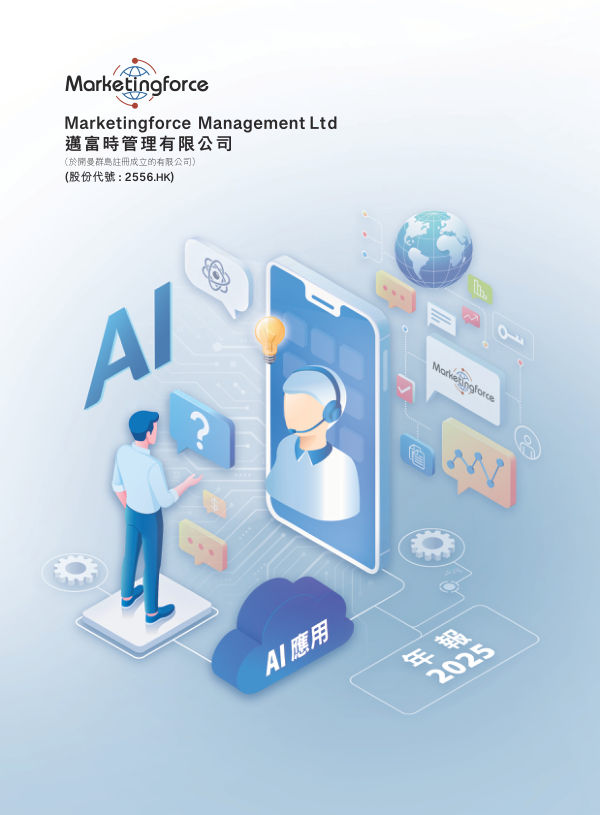 Marketingforce
Marketingforce Management Ltd
邁富時管理有限公司
(於開曼群島註冊成立的有限公司)
(股份代號 : 2556.HK)
AI
?
Marketingforce
AI 應用
年 報
2025